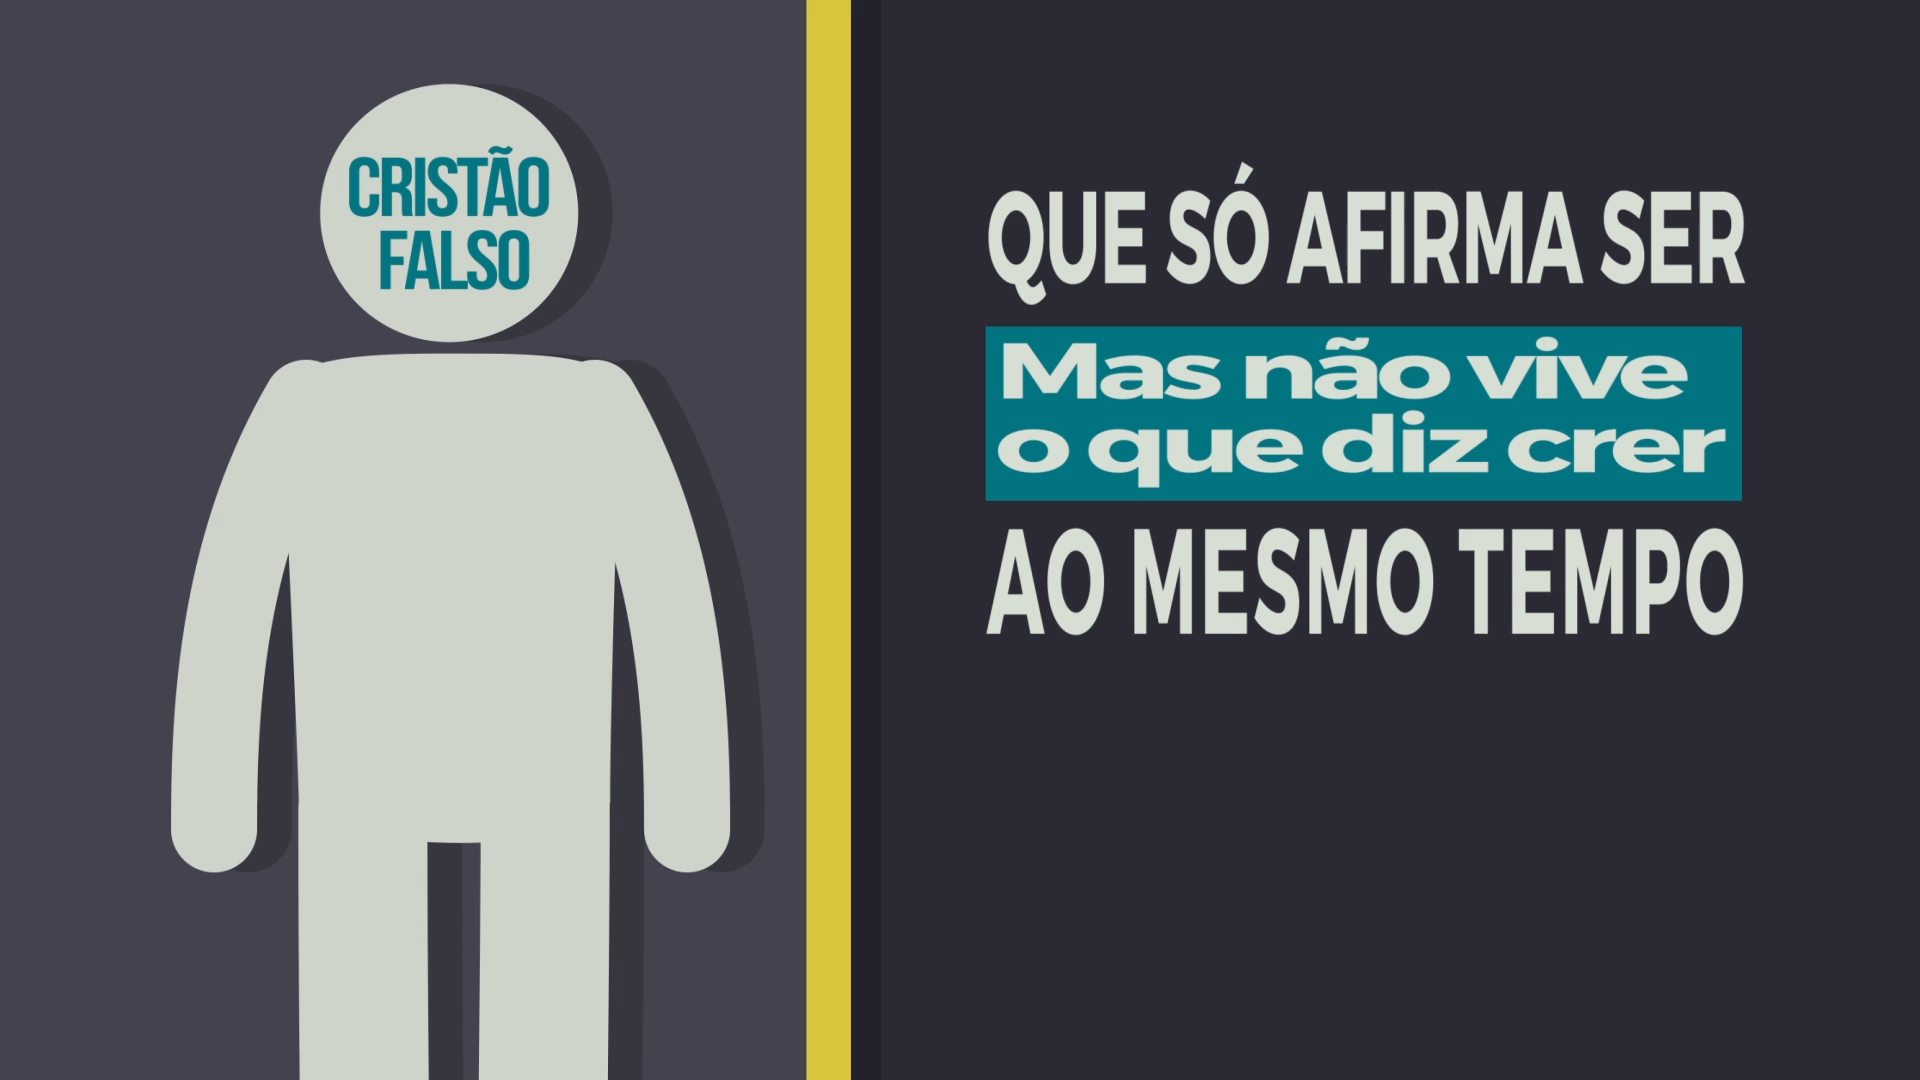 CRISTÃO
FALSO
QUE SÓ AFIRMA SER
Mas não vive
o que diz crer
AO MESMO TEMPO